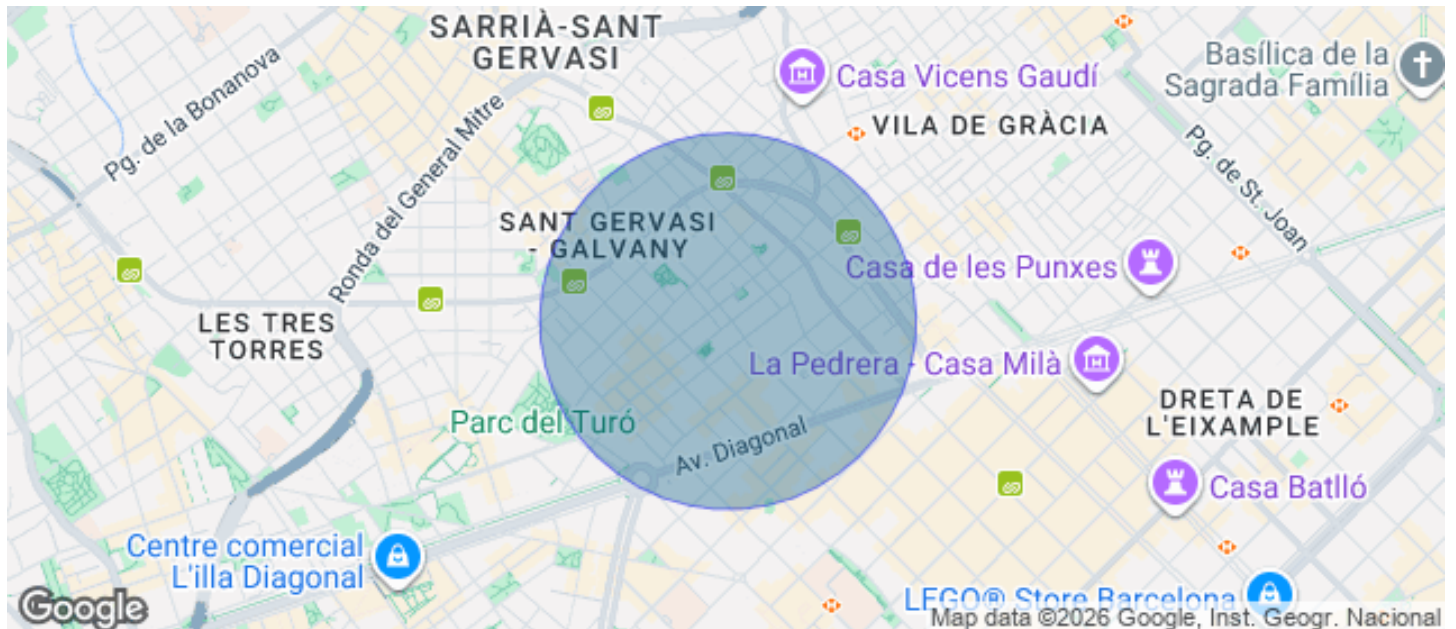 SARRIÀ-SANT
GERVASI
Pg. de la Bonanova
Ronda del General Mitre
Casa Vicens Gaudí
Basílica de la
Sagrada Família
VILA DE GRÀCIA
Pg. de St. Joan
SANT GERVASI
- GALVANY
Casa de les Punxes
LES TRES
TORRES
La Pedrera - Casa Milà
Parc del Turó
Av. Diagonal
DRETA DE
L'EIXAMPLE
Casa Batlló
Centre comercial
L'illa Diagonal
LEGO® Store Barcelona
Google
Map data ©2026 Google, Inst. Geogr. Nacional